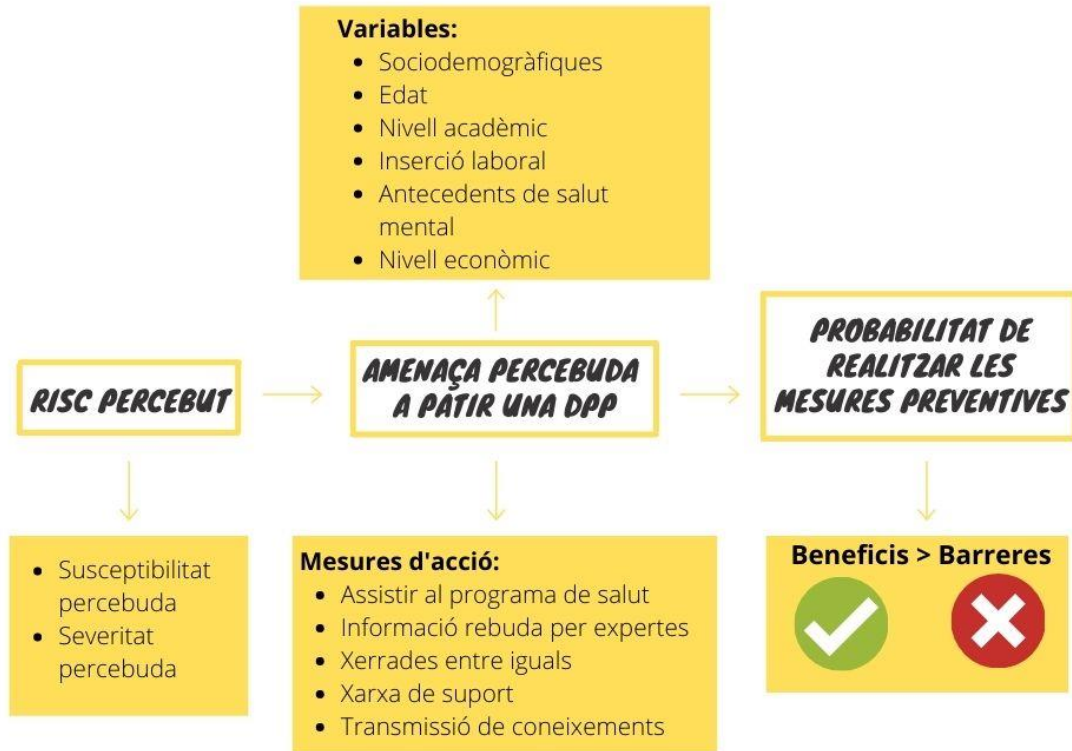 Variables:
• Sociodemogràfiques
• Edat
• Nivell acadèmic
• Inserció laboral
• Antecedents de salut
mental
• Nivell econòmic
RISC PERCEBUT
AMENAÇA PERCEBUDA
A PATIR UNA DPP
PROBABILITAT DE
REALITZAR LES
MESURES PREVENTIVES
• Susceptibilitat
percebuda
• Severitat
percebuda
Mesures d'acció:
• Assistir al programa de salut
• Informació rebuda per expertes
• Xerrades entre iguals
• Xarxa de suport
• Transmissió de coneixements
Beneficis > Barreres